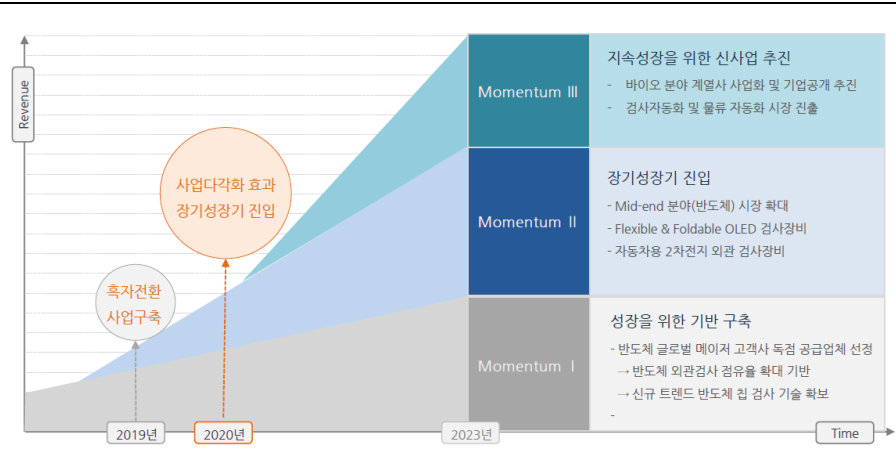 Revenue
Momentum Ⅲ
지속성장을 위한 신사업 추진
- 바이오 분야 계열사 사업화 및 기업공개 추진
- 검사자동화 및 물류 자동화 시장 진출
사업다각화 효과
장기성장기 진입
Momentum Ⅱ
장기성장기 진입
- Mid-end 분야(반도체) 시장 확대
- Flexible & Foldable OLED 검사장비
- 자동차용 2차전지 외관 검사장비
흑자전환
사업구축
Momentum Ⅰ
성장을 위한 기반 구축
- 반도체 글로벌 메이저 고객사 독점 공급업체 선정
→ 반도체 외관검사 점유율 확대 기반
→ 신규 트렌드 반도체 칩 검사 기술 확보
-
2019년
2020년
2023년
Time